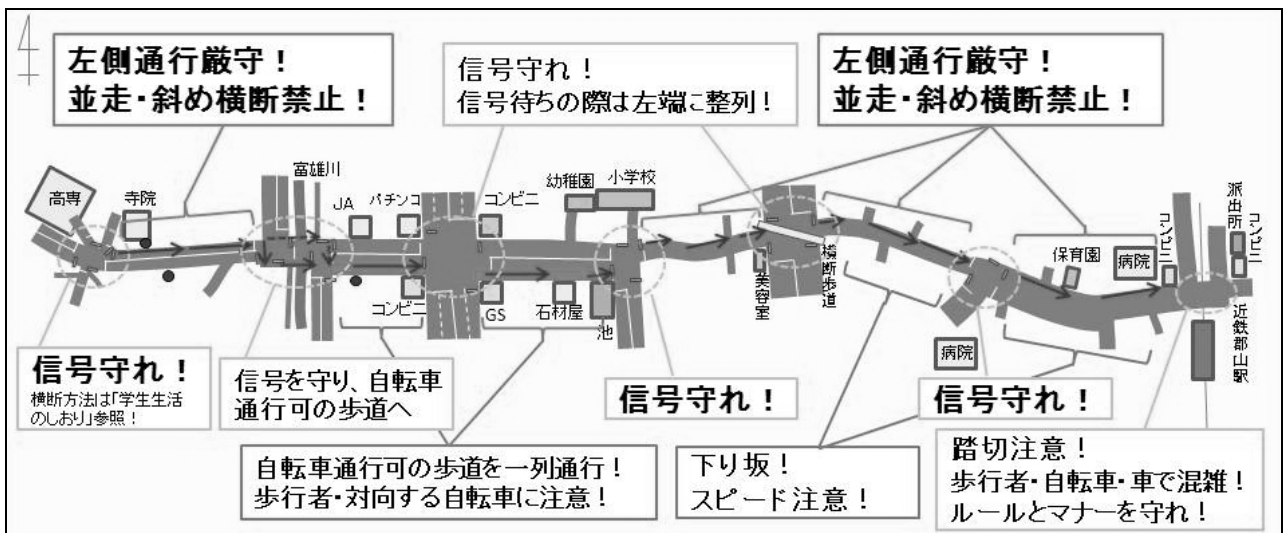 左側通行厳守！
並走・斜め横断禁止！
信号守れ！
信号待ちの際は左端に整列！
左側通行厳守！
並走・斜め横断禁止！
高専
寺院
富雄川
JA
パチンコ
コンビニ
幼稚園
小学校
コンビニ
GS
石材屋
池
美容室
横断歩道
病院
保育園
病院
コンビニ
派出所
コンビニ
近鉄郡山駅
信号守れ！
横断方法は「学生生活
のしおり」参照！
信号を守り、自転車
通行可の歩道へ
自転車通行可の歩道を一列通行！
歩行者・対向する自転車に注意！
信号守れ！
下り坂！
スピード注意！
信号守れ！
踏切注意！
歩行者・自転車・車で混雑！
ルールとマナーを守れ！